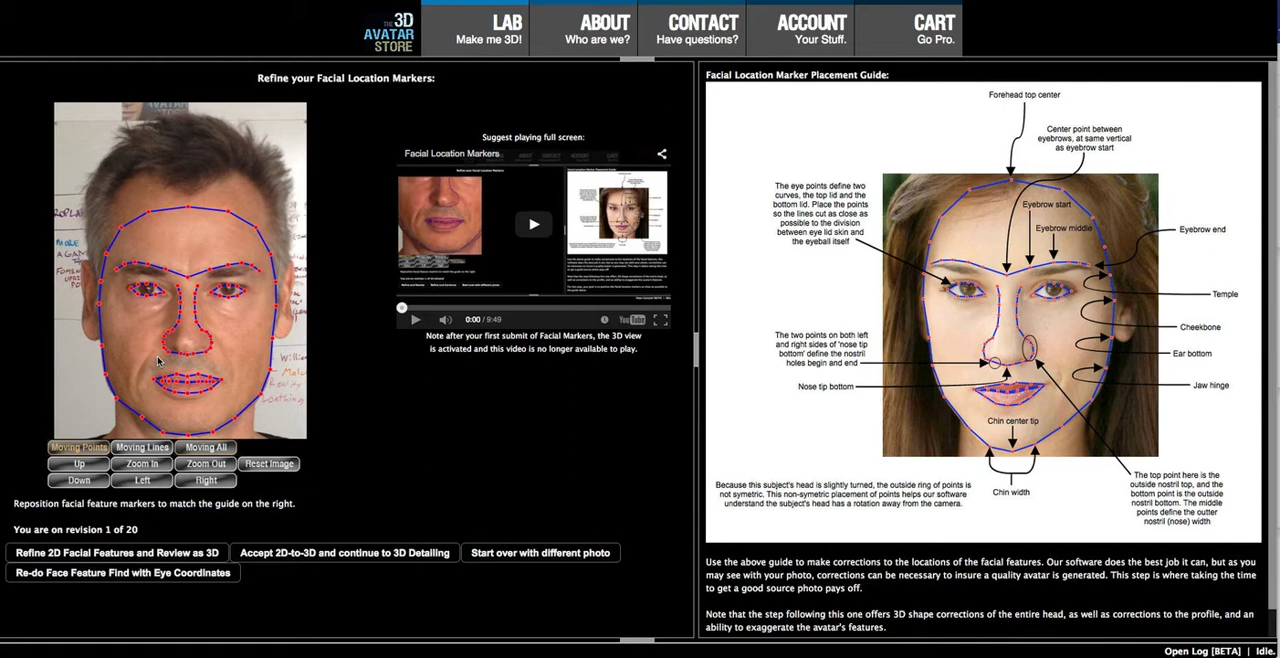 THE 3D
AVATAR
STORE
LAB
Make me 3D!
ABOUT
Who are we?
CONTACT
Have questions?
ACCOUNT
Your Stuff.
CART
Go Pro.
Refine your Facial Location Markers:
Suggest playing full screen:
Facial Location Markers
0:00 / 9:49
YouTube
Note after your first submit of Facial Markers, the 3D view
is activated and this video is no longer available to play.
Moving Points
Moving Lines
Moving All
Up
Zoom In
Zoom Out
Reset Image
Down
Left
Right
Reposition facial feature markers to match the guide on the right.
You are on revision 1 of 20
Refine 2D Facial Features and Review as 3D
Accept 2D-to-3D and continue to 3D Detailing
Start over with different photo
Re-do Face Feature Find with Eye Coordinates
Facial Location Marker Placement Guide:
Forehead top center
Center point between
eyebrows, at same vertical
as eyebrow start
The eye points define two
curves, the top lid and the
bottom lid. Place the points
so the lines cut as close as
possible to the division
between eye lid skin and
the eyeball itself
Eyebrow start
Eyebrow middle
Eyebrow end
Temple
Cheekbone
Ear bottom
Jaw hinge
The two points on both left
and right sides of 'nose tip
bottom' define the nostril
holes begin and end
Nose tip bottom
Chin center tip
Chin width
Because this subject's head is slightly turned, the outside ring of points is
not symetric. This non-symetric placement of points helps our software
understand the subject's head has a rotation away from the camera.
The top point here is the
outside nostril top, and the
bottom point is the outside
nostril bottom. The middle
points define the outer
nostril (nose) width
Use the above guide to make corrections to the locations of the facial features. Our software does the best job it can, but as you
may see with your photo, corrections can be necessary to insure a quality avatar is generated. This step is where taking the time
to get a good source photo pays off.
Note that the step following this one offers 3D shape corrections of the entire head, as well as corrections to the profile, and an
ability to exaggerate the avatar's features.
Open Log [BETA] | Idle.